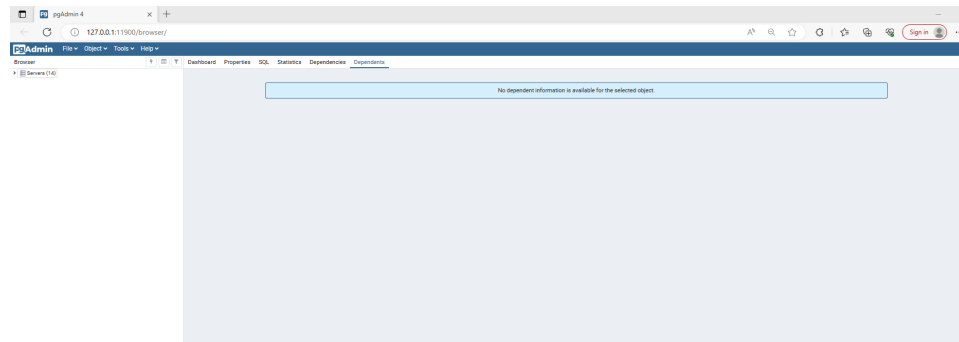 pgAdmin 4
127.0.0.1:11900/browser/
Sign in
pgAdmin File Object Tools Help
Browser
Dashboard Properties SQL Statistics Dependencies Dependents
Servers (14)
No dependent information is available for the selected object.